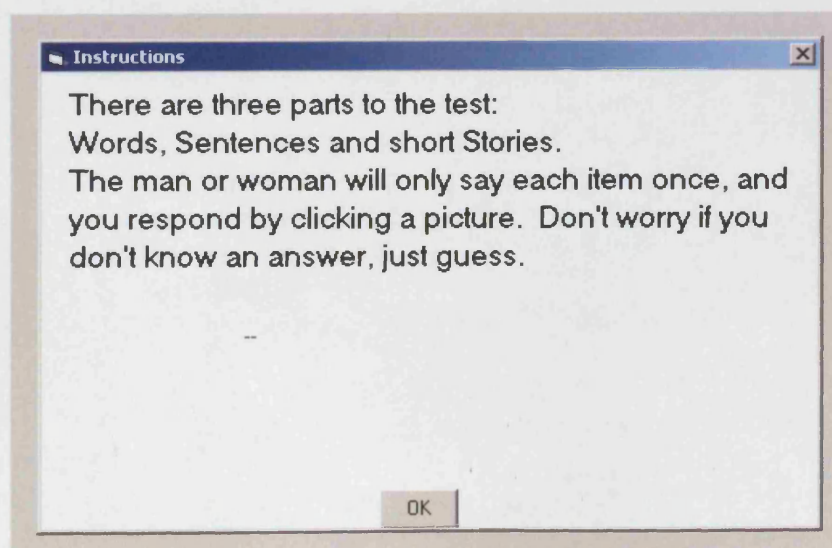 Instructions
There are three parts to the test:
Words, Sentences and short Stories.
The man or woman will only say each item once, and
you respond by clicking a picture.  Don't worry if you
don't know an answer, just guess.
OK